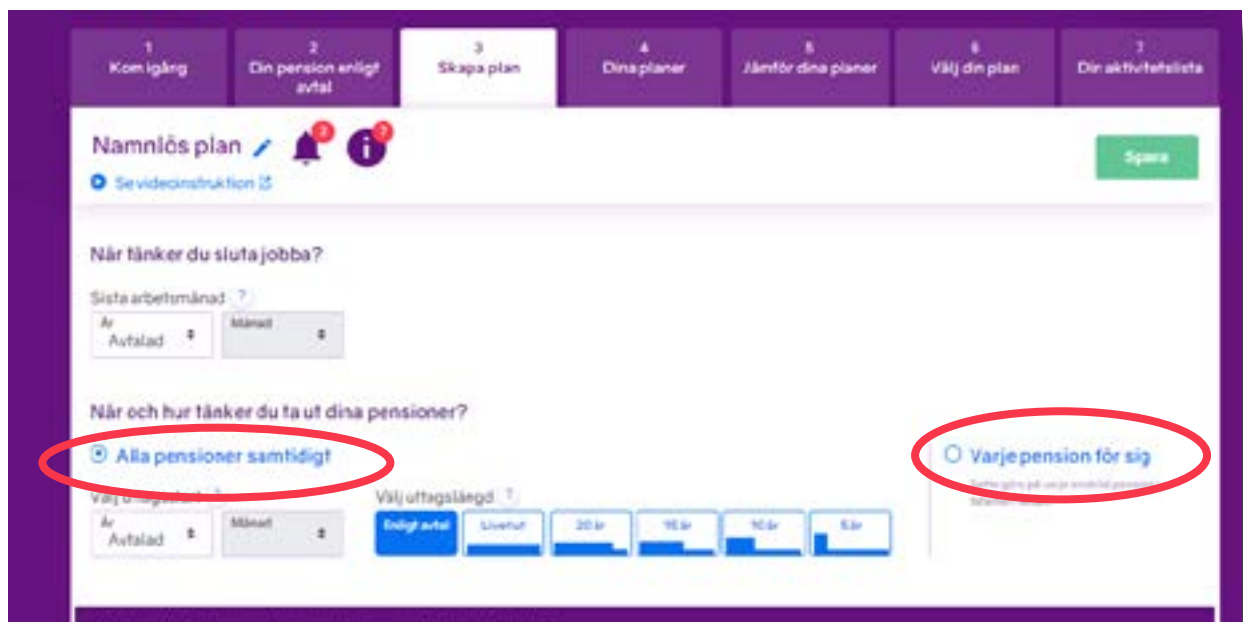 1
Kom igång
2
Din pension enligt
avtal
3
Skapa plan
4
Dina planer
5
Jämför dina planer
6
Välj din plan
7
Din aktivitetslista
Namnlös plan
Spara
Se videoinstruktion
När tänker du sluta jobba?
Sista arbetsmånad ?
År
Avtalad
Månad
När och hur tänker du ta ut dina pensioner?
Alla pensioner samtidigt
Varje pension för sig
Välj uttagsstart ?
Välj uttagslängd ?
År
Avtalad
Månad
Enligt avtal
Livetut
20 år
15 år
10 år
5 år